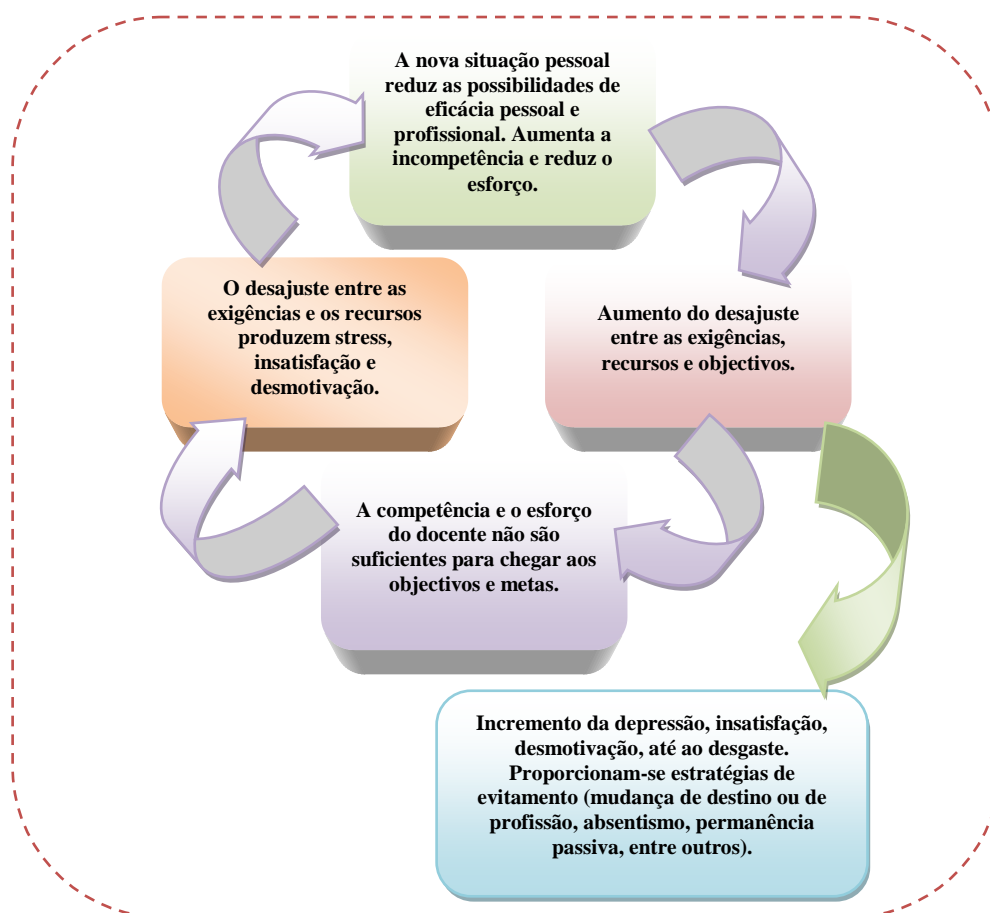 A nova situação pessoal
reduz as possibilidades de
eficácia pessoal e
profissional. Aumenta a
incompetência e reduz o
esforço.
O desajuste entre as
exigências e os recursos
produzem stress,
insatisfação e
desmotivação.
Aumento do desajuste
entre as exigências,
recursos e objectivos.
A competência e o esforço
do docente não são
suficientes para chegar aos
objectivos e metas.
Incremento da depressão, insatisfação,
desmotivação, até ao desgaste.
Proporcionam-se estratégias de
evitamento (mudança de destino ou de
profissão, absentismo, permanência
passiva, entre outros).